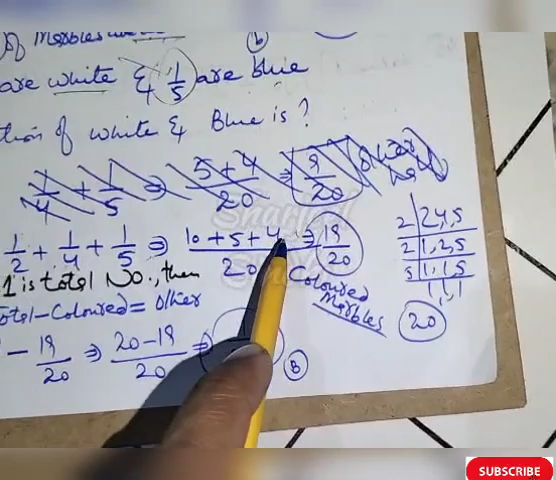 of Marbles
are white & 1/5 are blue
tion of white & Blue is?
1/4 + 1/5 ⇒ 5+4/20 ⇒ 9/20 other
1/2 + 1/4 + 1/5 ⇒ 10+5+4/20 ⇒ 19/20
Coloured Marbles
2 | 2,4,5
2 | 1,2,5
5 | 1,1,5
1,1,1
20
1 is total No., then
otal-Coloured= other
- 19/20 ⇒ 20-19/20 ⇒
B
b
SUBSCRIBE